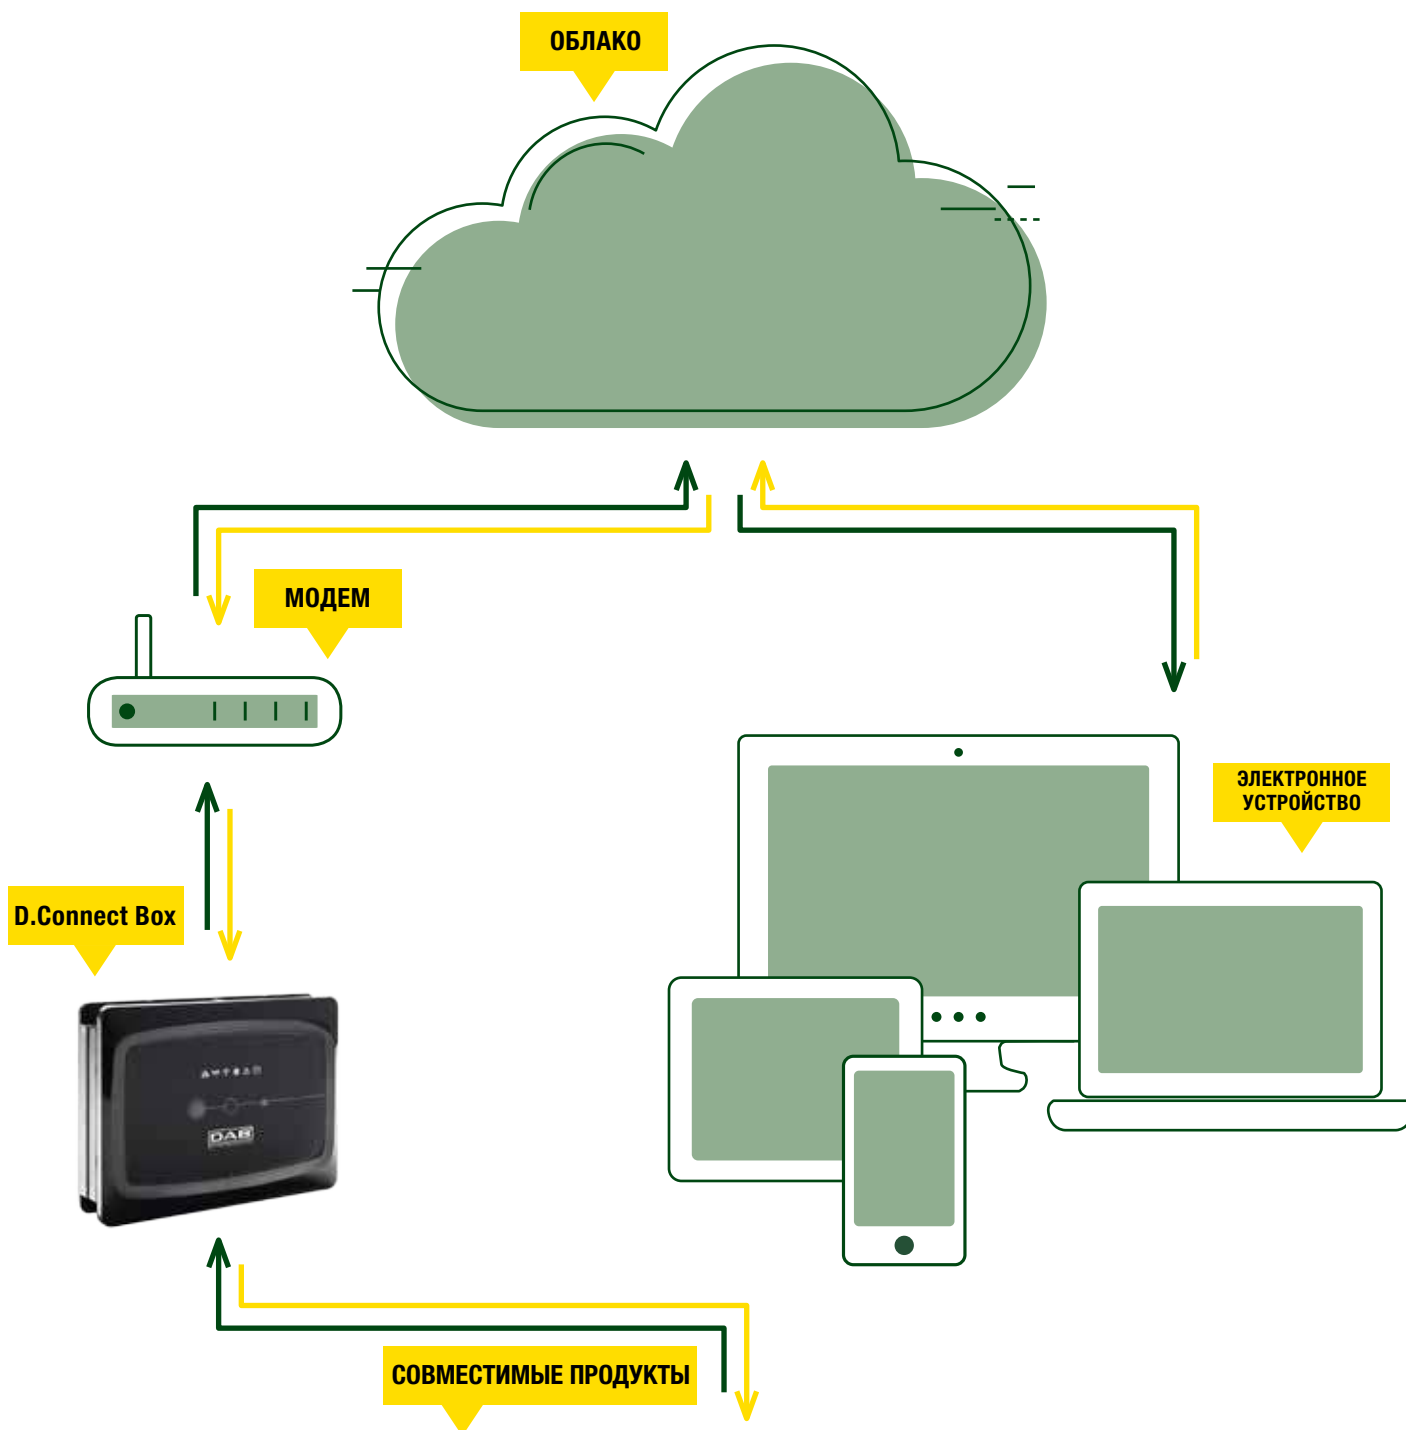 ОБЛАКО
МОДЕМ
ЭЛЕКТРОННОЕ
УСТРОЙСТВО
D.Connect Box
DAB
СОВМЕСТИМЫЕ ПРОДУКТЫ